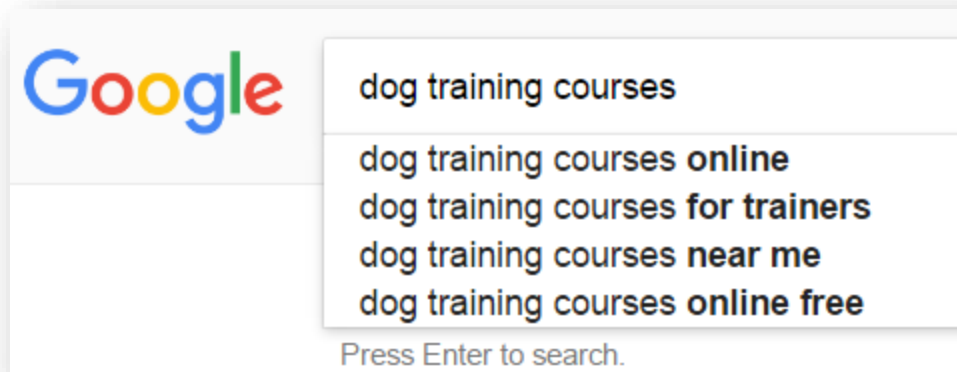 Google
dog training courses
dog training courses online
dog training courses for trainers
dog training courses near me
dog training courses online free
Press Enter to search.